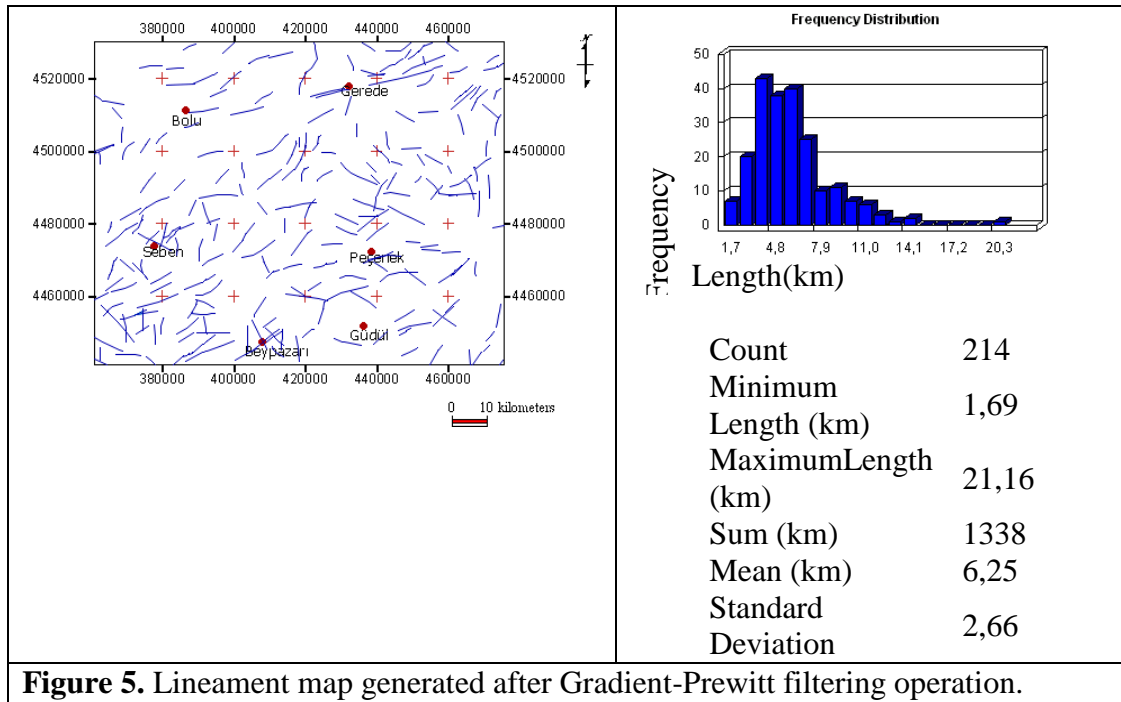 380000 400000 420000 440000 460000
4520000 4520000
Gerede
Bolu
4500000 4500000
4480000 4480000
Seben
Peçenek
4460000 4460000
Güdül
Beypazarı
380000 400000 420000 440000 460000
0 10 kilometers
Frequency Distribution
50
40
30
20
10
0
1,7 4,8 7,9 11,0 14,1 17,2 20,3
Frequency
Length(km)
Count 214
Minimum
Length (km) 1,69
MaximumLength
(km) 21,16
Sum (km) 1338
Mean (km) 6,25
Standard
Deviation 2,66
Figure 5. Lineament map generated after Gradient-Prewitt filtering operation.